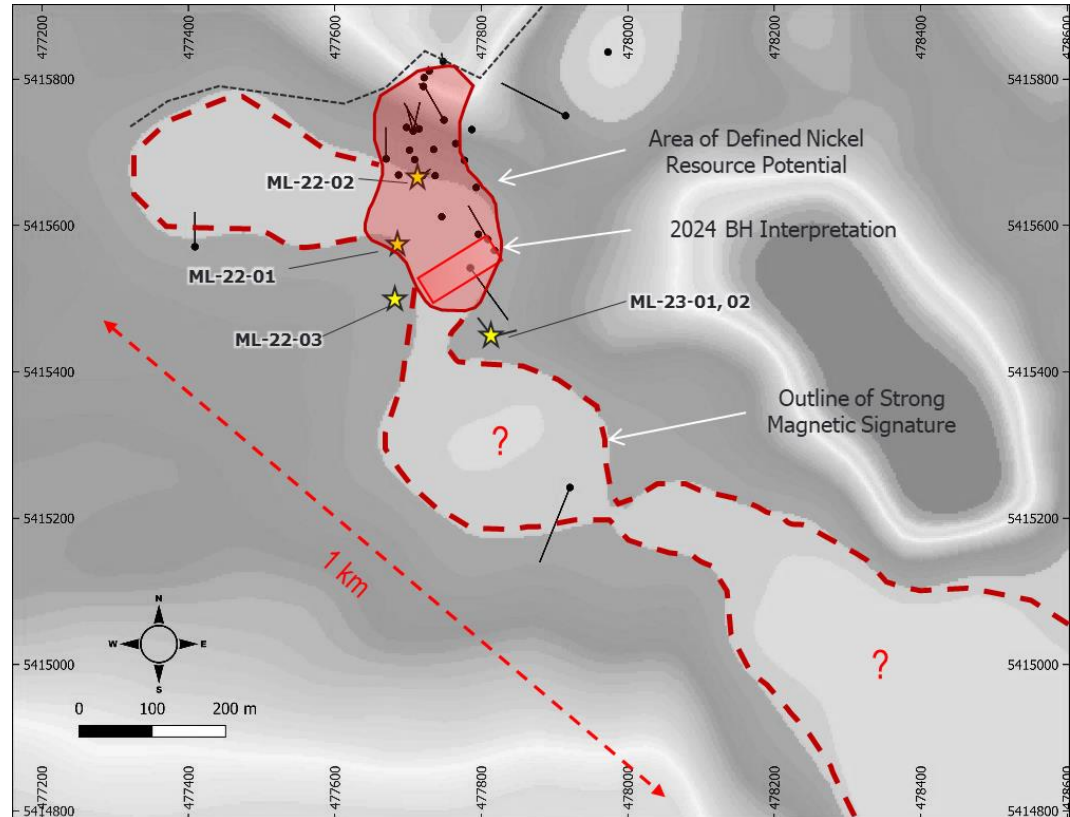 477200
477400
477600
477800
478000
478200
478400
478600
5415800
5415800
Area of Defined Nickel
Resource Potential
ML-22-02
5415600
5415600
2024 BH Interpretation
ML-22-01
ML-23-01, 02
ML-22-03
5415400
5415400
Outline of Strong
Magnetic Signature
?
5415200
5415200
1 km
N
W
E
S
5415000
5415000
?
0 100 200 m
477200
477400
477600
477800
478000
478200
478400
478600
5414800
5414800